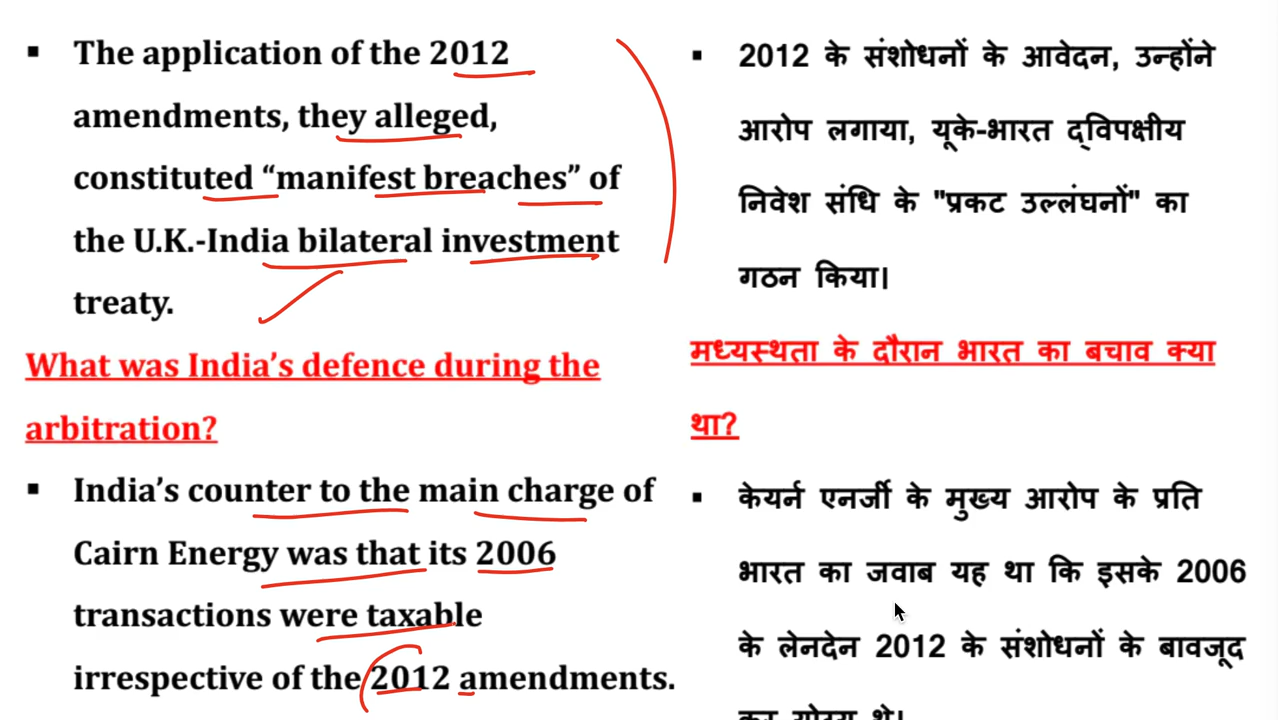 ▪ The application of the 2012
amendments, they alleged,
constituted “manifest breaches” of
the U.K.-India bilateral investment
treaty.
What was India’s defence during the
arbitration?
▪ India’s counter to the main charge of
Cairn Energy was that its 2006
transactions were taxable
irrespective of the 2012 amendments.
▪ 2012 के संशोधनों के आवेदन, उन्होंने
आरोप लगाया, यूके-भारत द्विपक्षीय
निवेश संधि के "प्रकट उल्लंघनों" का
गठन किया।
मध्यस्थता के दौरान भारत का बचाव क्या
था?
▪ केयर्न एनर्जी के मुख्य आरोप के प्रति
भारत का जवाब यह था कि इसके 2006
के लेनदेन 2012 के संशोधनों के बावजूद
कर योग्य थे।